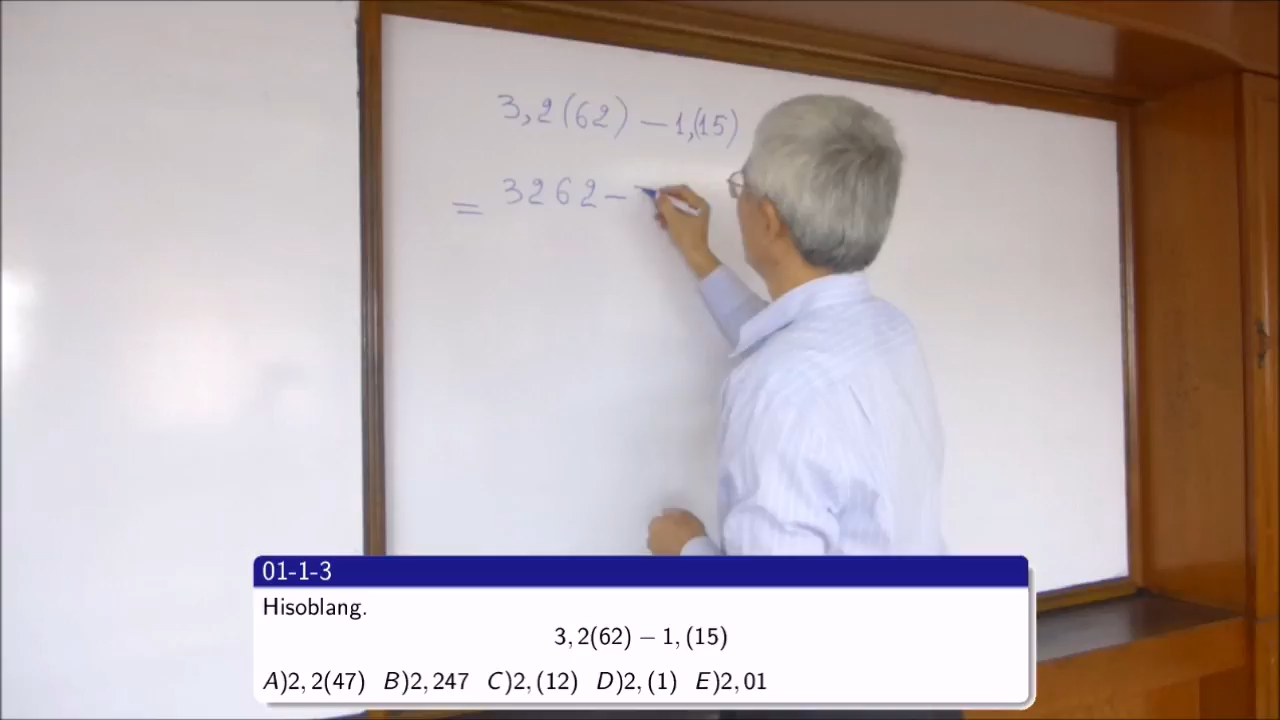 3,2(62) – 1,(15)
= 3262 –
01-1-3
Hisoblang.
3, 2(62) − 1, (15)
A)2, 2(47) B)2, 247 C)2, (12) D)2, (1) E)2, 01